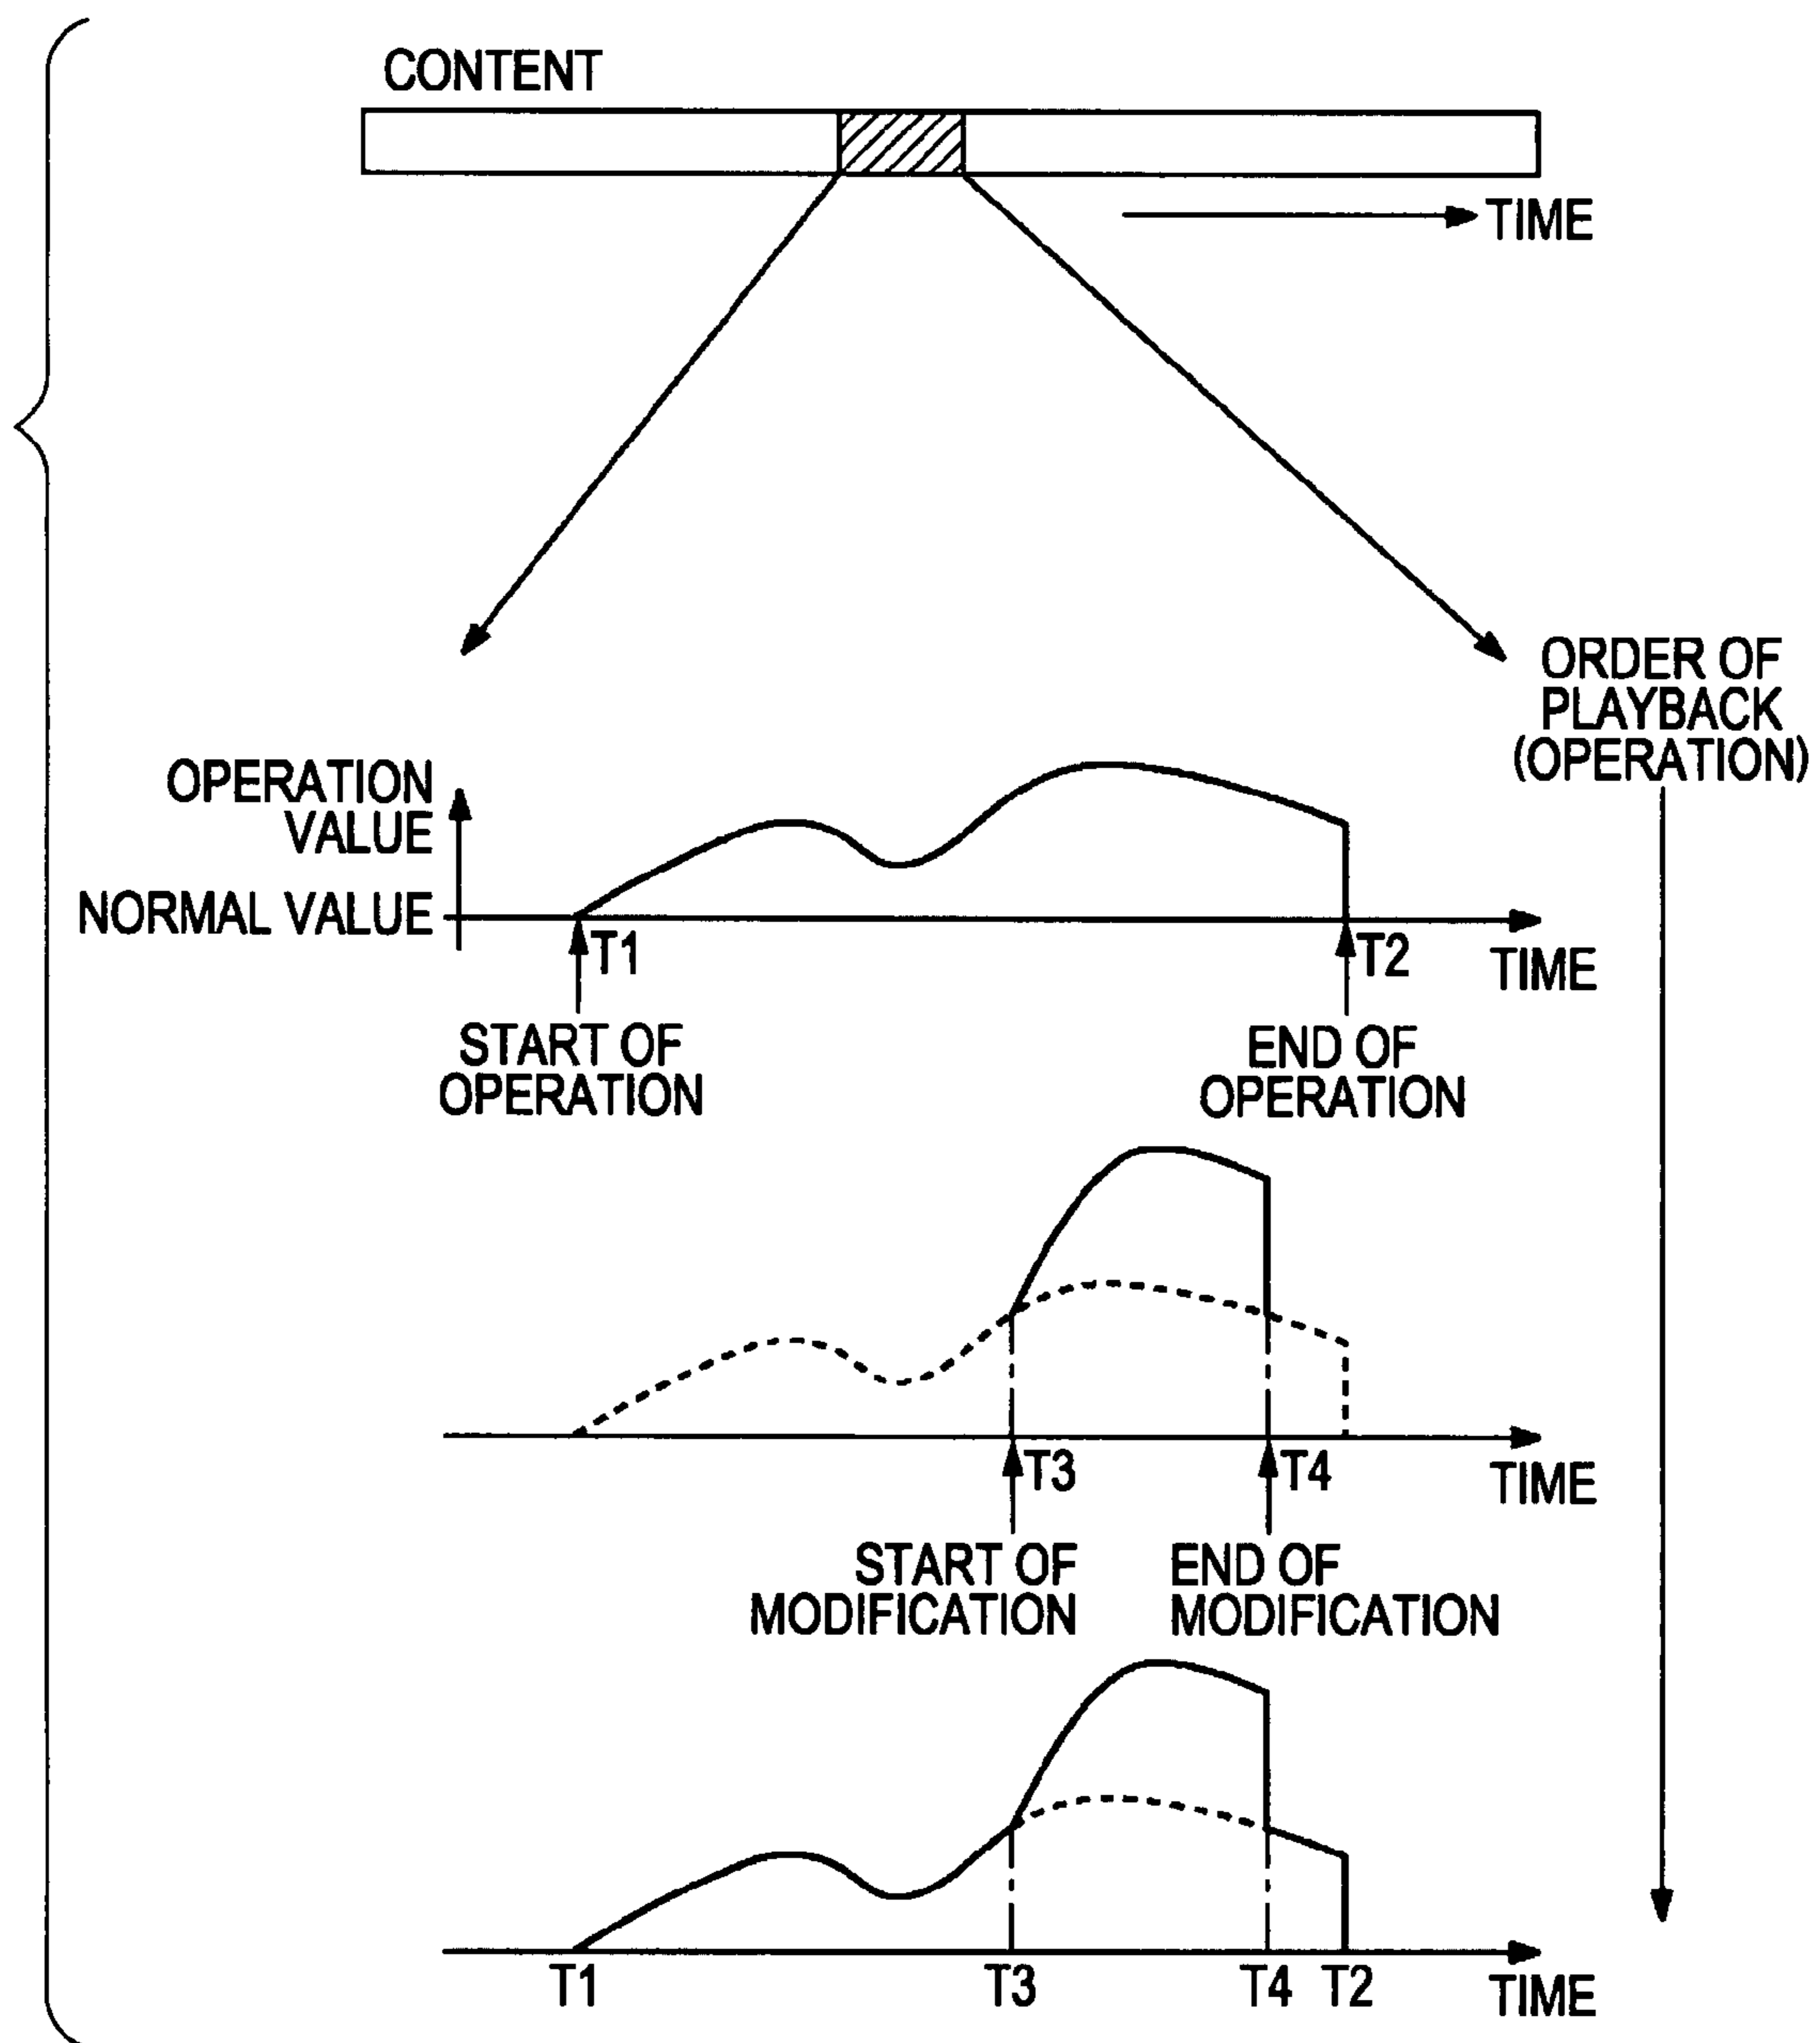 CONTENT
TIME
ORDER OF
PLAYBACK
(OPERATION)
OPERATION
VALUE
NORMAL VALUE
T1
T2
TIME
START OF
OPERATION
END OF
OPERATION
T3
T4
TIME
START OF
MODIFICATION
END OF
MODIFICATION
T1
T3
T4
T2
TIME